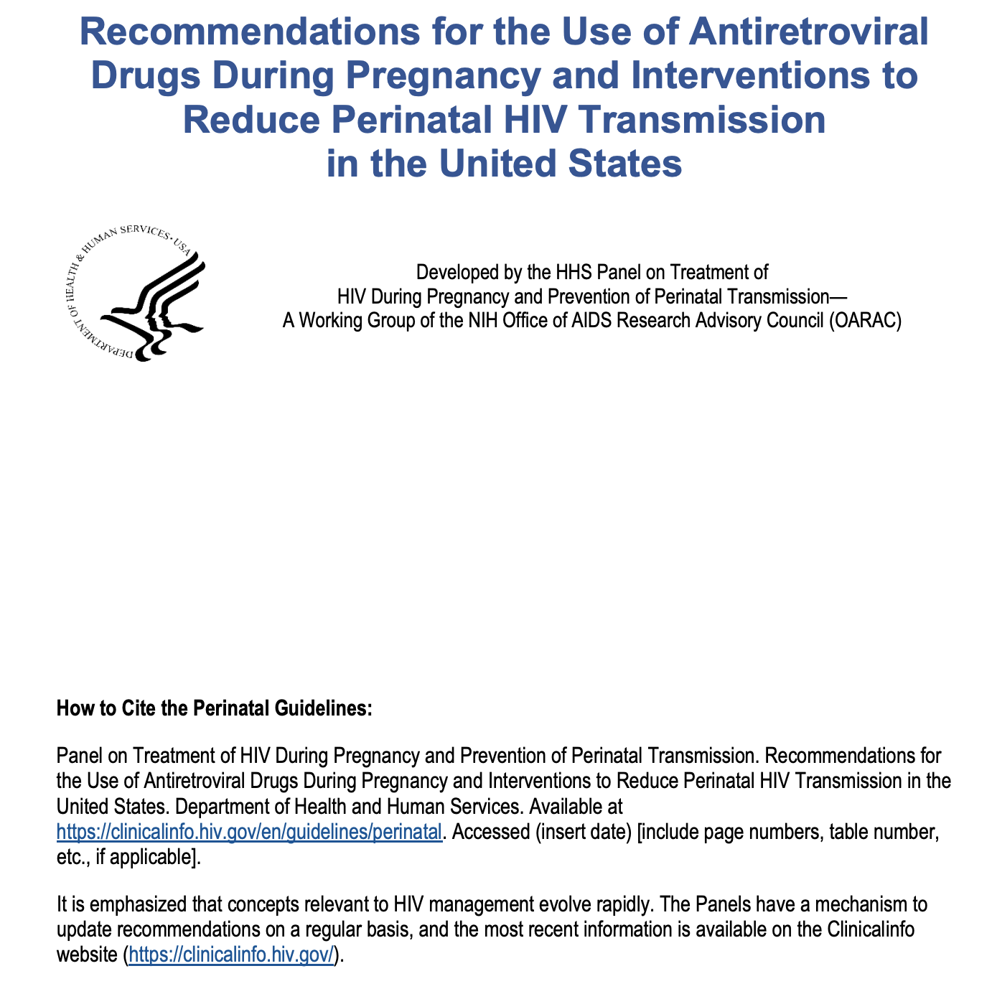 Recommendations for the Use of Antiretroviral
Drugs During Pregnancy and Interventions to
Reduce Perinatal HIV Transmission
in the United States
DEPARTMENT OF HEALTH & HUMAN SERVICES • USA
Developed by the HHS Panel on Treatment of
HIV During Pregnancy and Prevention of Perinatal Transmission—
A Working Group of the NIH Office of AIDS Research Advisory Council (OARAC)
How to Cite the Perinatal Guidelines:
Panel on Treatment of HIV During Pregnancy and Prevention of Perinatal Transmission. Recommendations for
the Use of Antiretroviral Drugs During Pregnancy and Interventions to Reduce Perinatal HIV Transmission in the
United States. Department of Health and Human Services. Available at
https://clinicalinfo.hiv.gov/en/guidelines/perinatal. Accessed (insert date) [include page numbers, table number,
etc., if applicable].
It is emphasized that concepts relevant to HIV management evolve rapidly. The Panels have a mechanism to
update recommendations on a regular basis, and the most recent information is available on the Clinicalinfo
website (https://clinicalinfo.hiv.gov/).